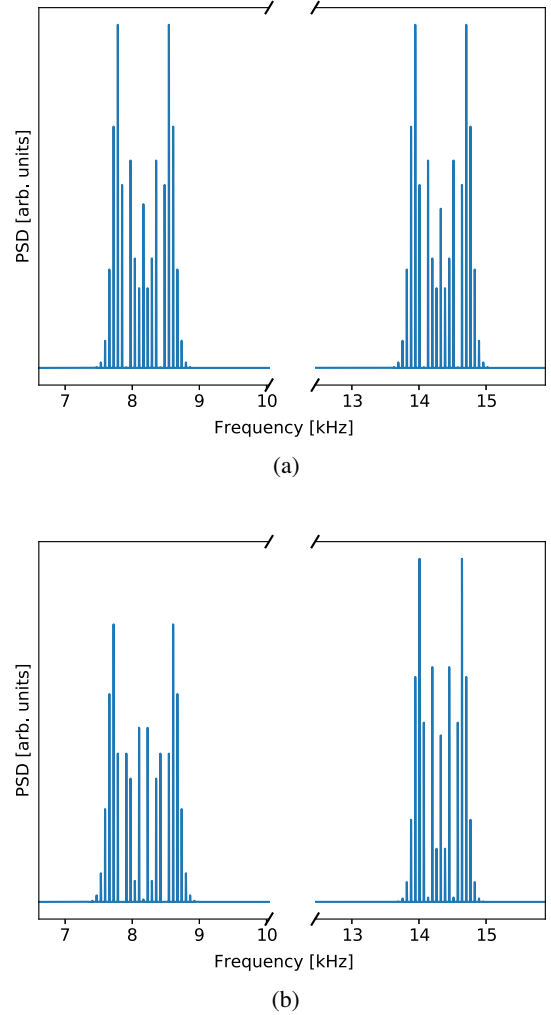 PSD [arb. units]
7 8 9 10 13 14 15
Frequency [kHz]
(a)
PSD [arb. units]
7 8 9 10 13 14 15
Frequency [kHz]
(b)